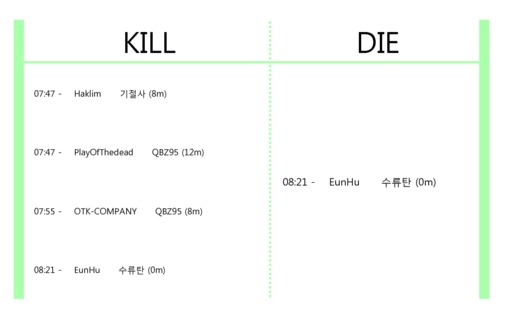 KILL
DIE
07:47 - Haklim 기절사 (8m)
07:47 - PlayOfThedead QBZ95 (12m)
07:55 - OTK-COMPANY QBZ95 (8m)
08:21 - EunHu 수류탄 (0m)
08:21 - EunHu 수류탄 (0m)